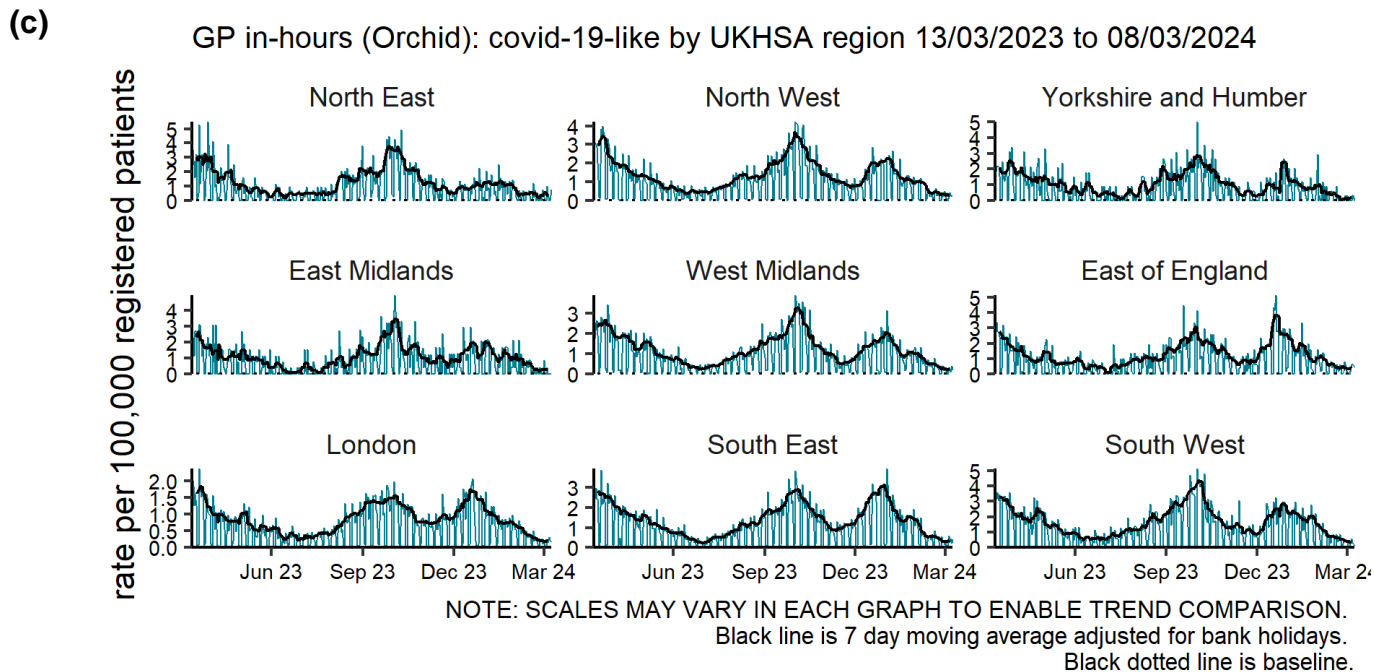 (c)
GP in-hours (Orchid): covid-19-like by UKHSA region 13/03/2023 to 08/03/2024
rate per 100,000 registered patients
North East
5
4
3
2
1
0
North West
4
3
2
1
0
Yorkshire and Humber
5
4
3
2
1
0
East Midlands
4
3
2
1
0
West Midlands
3
2
1
0
East of England
5
4
3
2
1
0
London
2.0
1.5
1.0
0.5
0.0
Jun 23 Sep 23 Dec 23 Mar 24
South East
3
2
1
0
Jun 23 Sep 23 Dec 23 Mar 24
South West
5
4
3
2
1
0
Jun 23 Sep 23 Dec 23 Mar 24
NOTE: SCALES MAY VARY IN EACH GRAPH TO ENABLE TREND COMPARISON.
Black line is 7 day moving average adjusted for bank holidays.
Black dotted line is baseline.